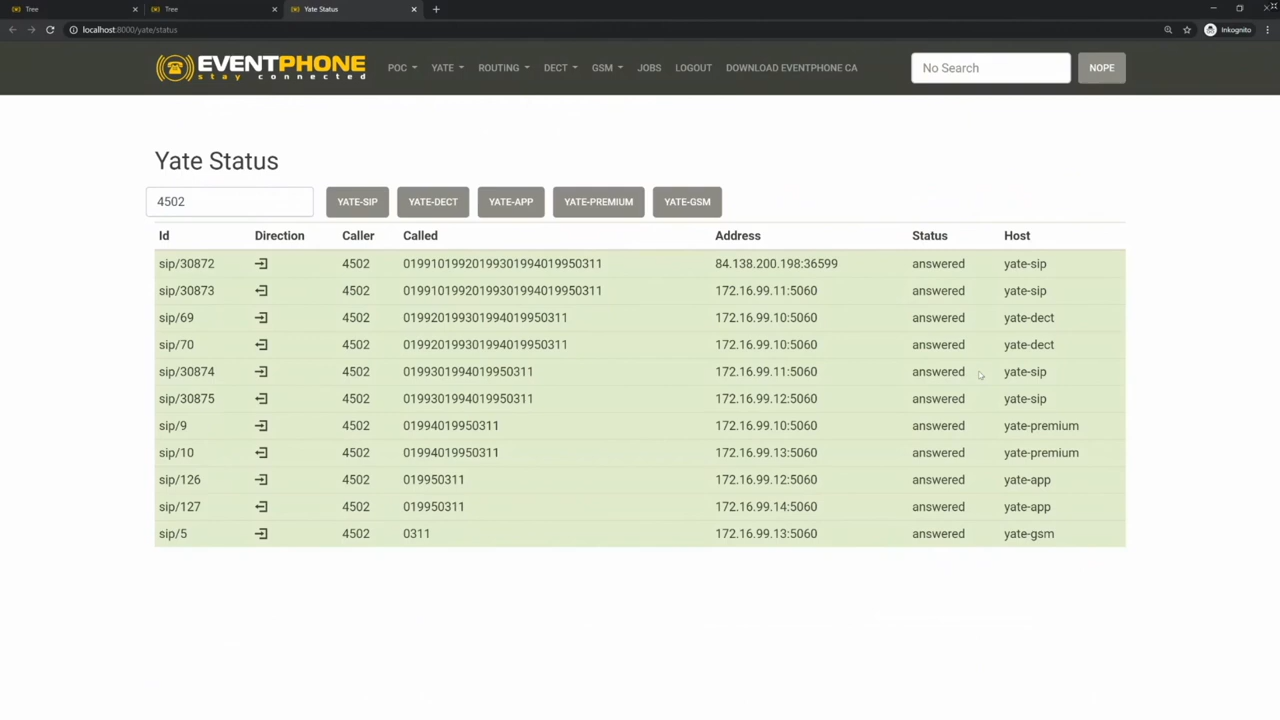 Tree
Tree
Yate Status
localhost:8000/yate/status
Inkognito
EVENTPHONE
stay connected
POC
YATE
ROUTING
DECT
GSM
JOBS
LOGOUT
DOWNLOAD EVENTPHONE CA
No Search
NOPE
Yate Status
4502
YATE-SIP
YATE-DECT
YATE-APP
YATE-PREMIUM
YATE-GSM
Id Direction Caller Called Address Status Host
sip/30872 4502 01991019920199301994019950311 84.138.200.198:36599 answered yate-sip
sip/30873 4502 01991019920199301994019950311 172.16.99.11:5060 answered yate-sip
sip/69 4502 019920199301994019950311 172.16.99.10:5060 answered yate-dect
sip/70 4502 019920199301994019950311 172.16.99.10:5060 answered yate-dect
sip/30874 4502 0199301994019950311 172.16.99.11:5060 answered yate-sip
sip/30875 4502 0199301994019950311 172.16.99.12:5060 answered yate-sip
sip/9 4502 01994019950311 172.16.99.10:5060 answered yate-premium
sip/10 4502 01994019950311 172.16.99.13:5060 answered yate-premium
sip/126 4502 019950311 172.16.99.12:5060 answered yate-app
sip/127 4502 019950311 172.16.99.14:5060 answered yate-app
sip/5 4502 0311 172.16.99.13:5060 answered yate-gsm